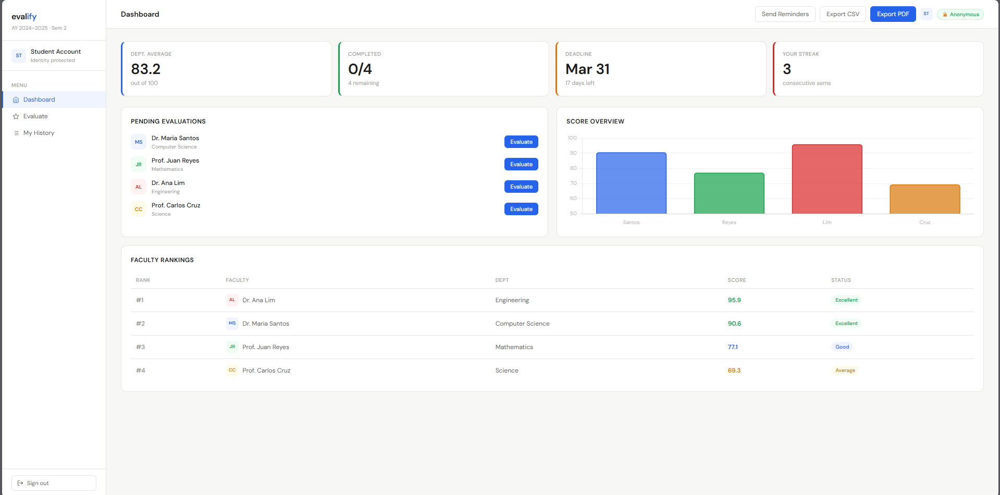 evalify
AY 2024–2025 · Sem 2
ST
Student Account
Identity protected
MENU
Dashboard
Evaluate
My History
Sign out
Dashboard
Send Reminders
Export CSV
Export PDF
ST
Anonymous
DEPT. AVERAGE
83.2
out of 100
COMPLETED
0/4
4 remaining
DEADLINE
Mar 31
17 days left
YOUR STREAK
3
consecutive sems
PENDING EVALUATIONS
MS
Dr. Maria Santos
Computer Science
Evaluate
JR
Prof. Juan Reyes
Mathematics
Evaluate
AL
Dr. Ana Lim
Engineering
Evaluate
CC
Prof. Carlos Cruz
Science
Evaluate
SCORE OVERVIEW
100
90
80
70
60
50
Santos Reyes Lim Cruz
FACULTY RANKINGS
RANK FACULTY DEPT SCORE STATUS
#1 AL Dr. Ana Lim Engineering 95.9 Excellent
#2 MS Dr. Maria Santos Computer Science 90.6 Excellent
#3 JR Prof. Juan Reyes Mathematics 77.1 Good
#4 CC Prof. Carlos Cruz Science 69.3 Average